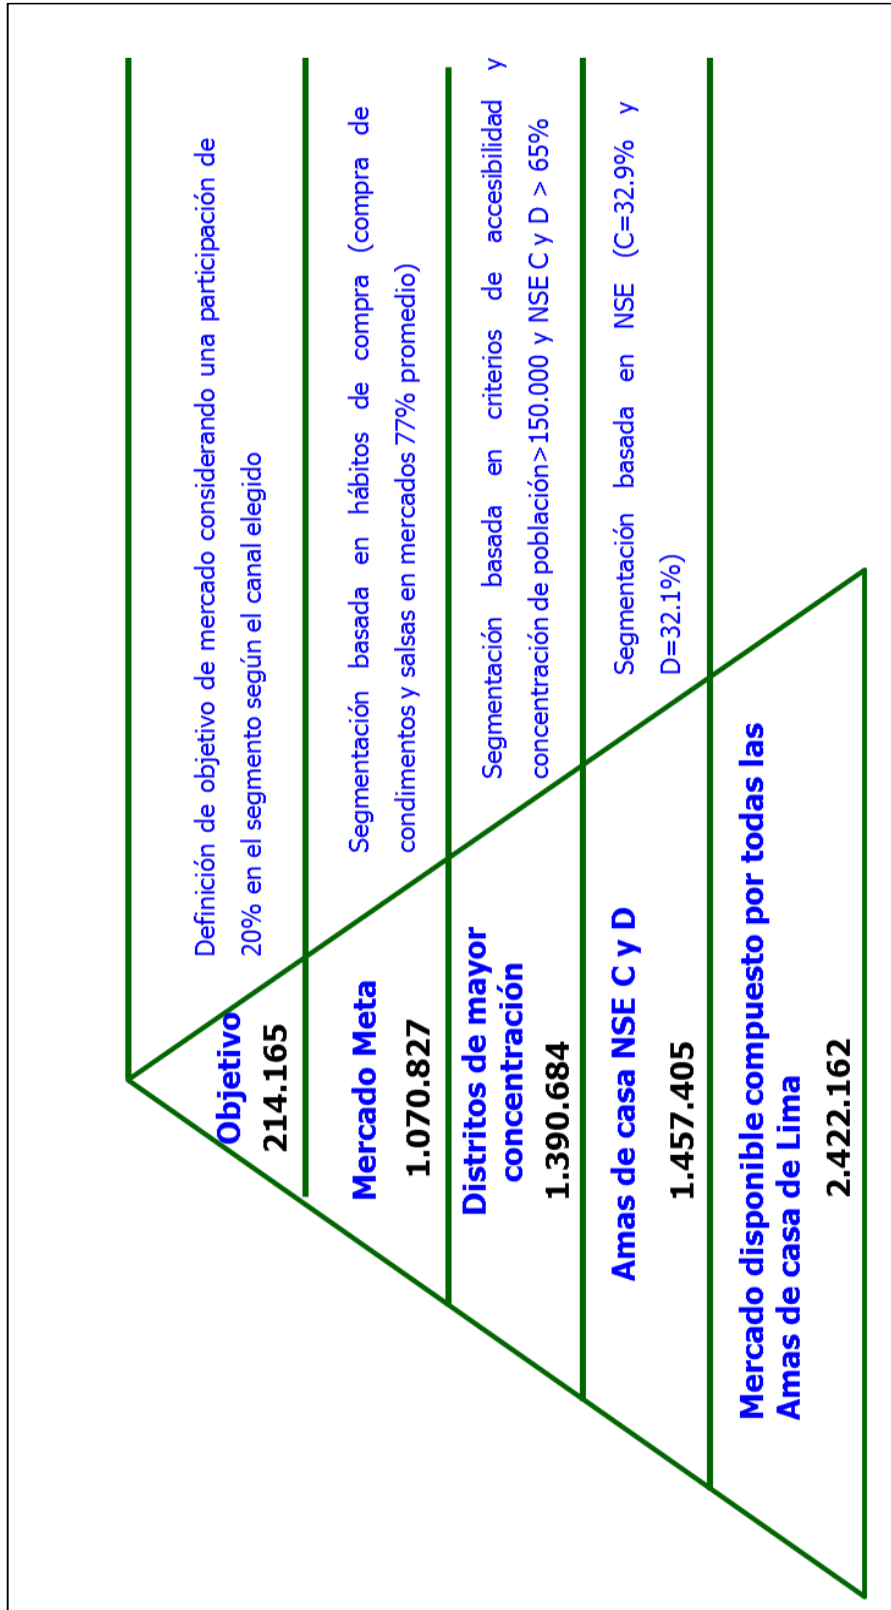 Definición de objetivo de mercado considerando una participación de
20% en el segmento según el canal elegido
Objetivo
214.165
Segmentación basada en hábitos de compra (compra de
condimentos y salsas en mercados 77% promedio)
Mercado Meta
1.070.827
Segmentación basada en criterios de accesibilidad y
concentración de población>150.000 y NSE C y D > 65%
Distritos de mayor
concentración
1.390.684
Segmentación basada en NSE (C=32.9% y
D=32.1%)
Amas de casa NSE C y D
1.457.405
Mercado disponible compuesto por todas las
Amas de casa de Lima
2.422.162